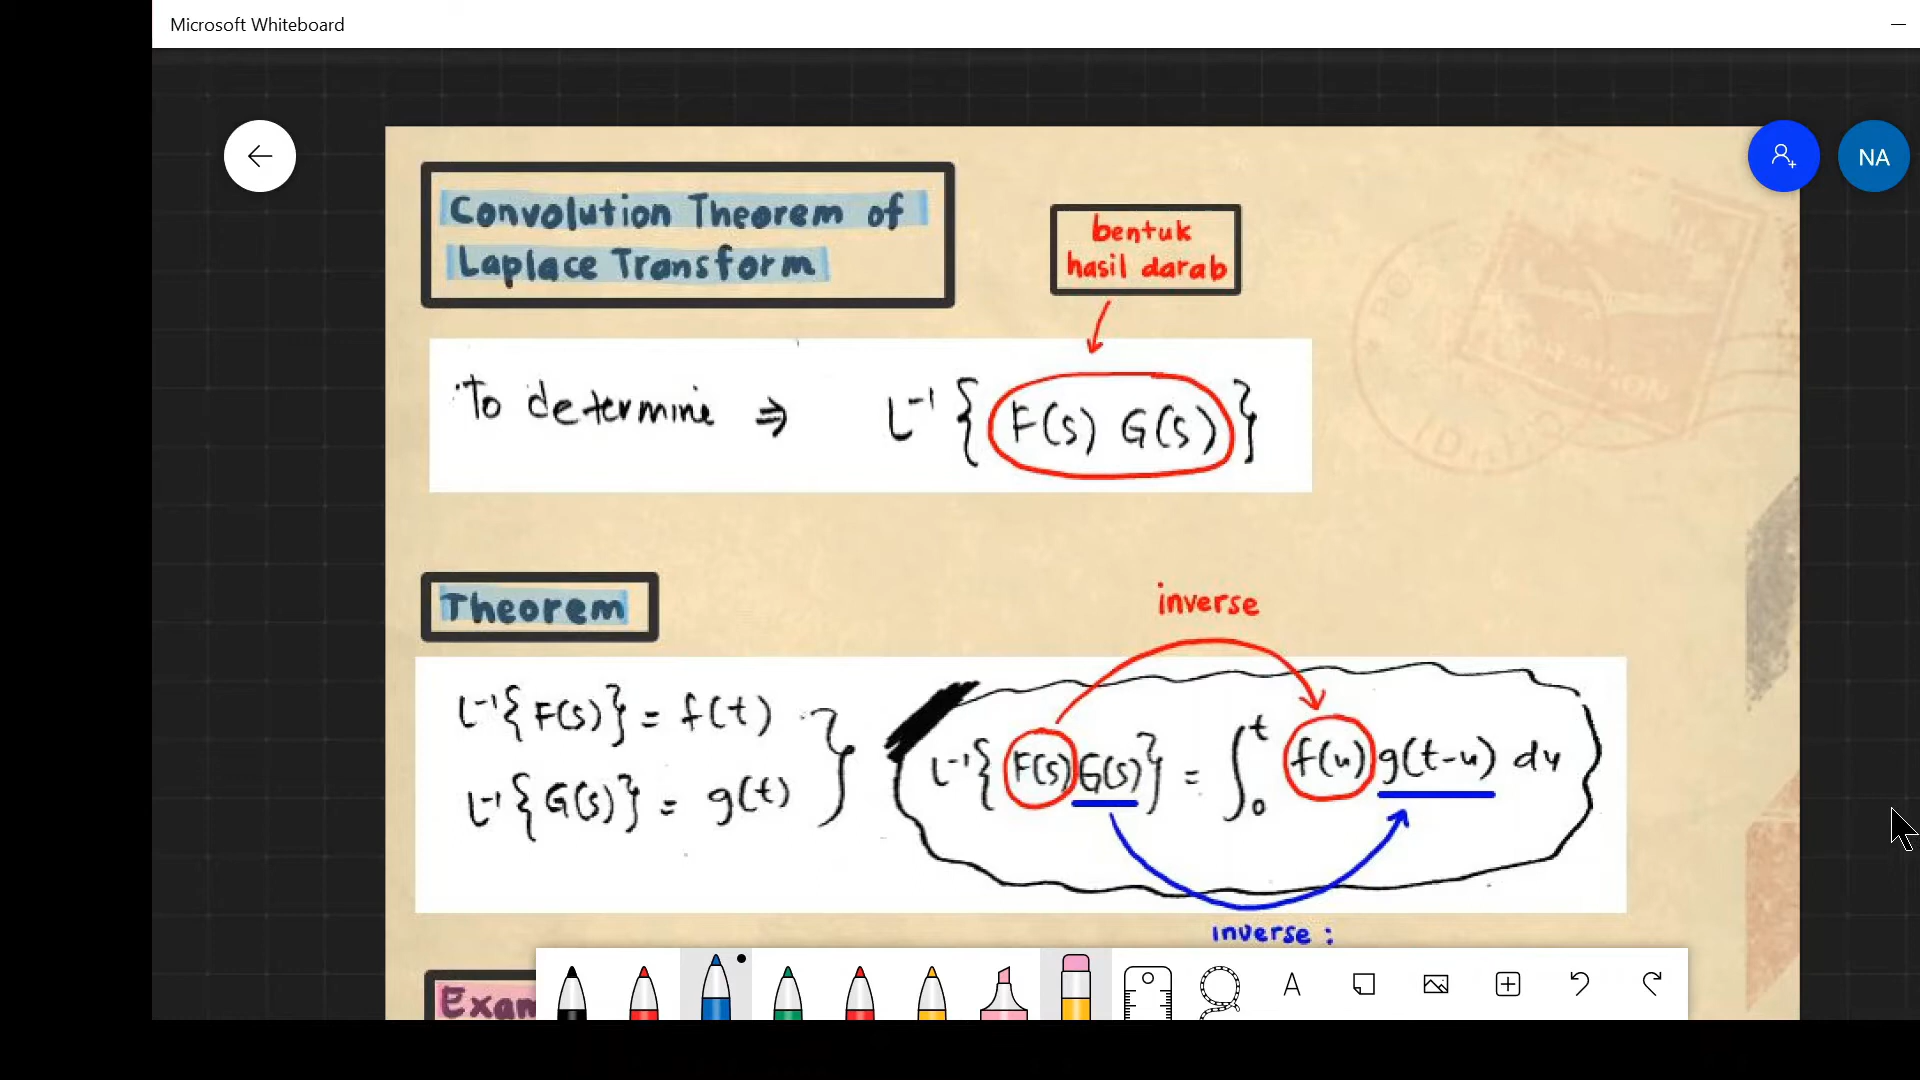 Microsoft Whiteboard
NA
Convolution Theorem of
Laplace Transform
bentuk
hasil darab
To determine ⇒ L⁻¹{F(s) G(s)}
Theorem
inverse
L⁻¹{F(s)} = f(t)
L⁻¹{G(s)} = g(t)
L⁻¹{F(s)G(s)} = ∫₀ᵗ f(u) g(t-u) du
inverse :
Exam
A